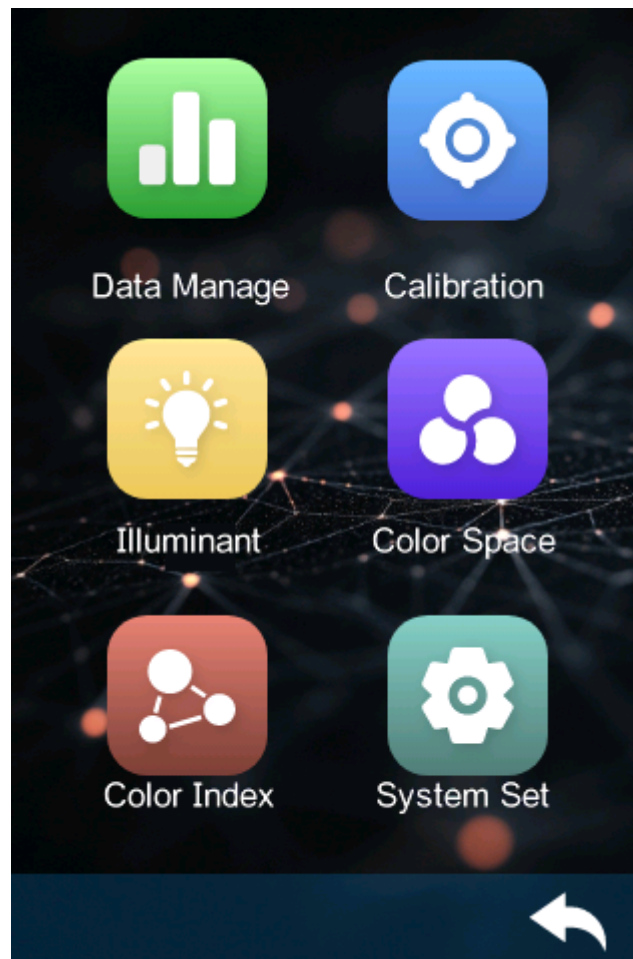 Data Manage
Calibration
Illuminant
Color Space
Color Index
System Set